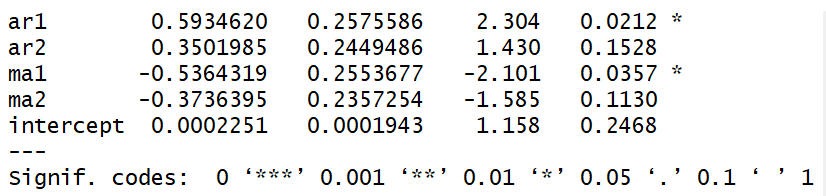 ar1        0.5934620  0.2575586   2.304   0.0212 *
ar2        0.3501985  0.2449486   1.430   0.1528
ma1       -0.5364319  0.2553677  -2.101   0.0357 *
ma2       -0.3736395  0.2357254  -1.585   0.1130
intercept  0.0002251  0.0001943   1.158   0.2468
---
Signif. codes:  0 ‘***’ 0.001 ‘**’ 0.01 ‘*’ 0.05 ‘.’ 0.1 ‘ ’ 1